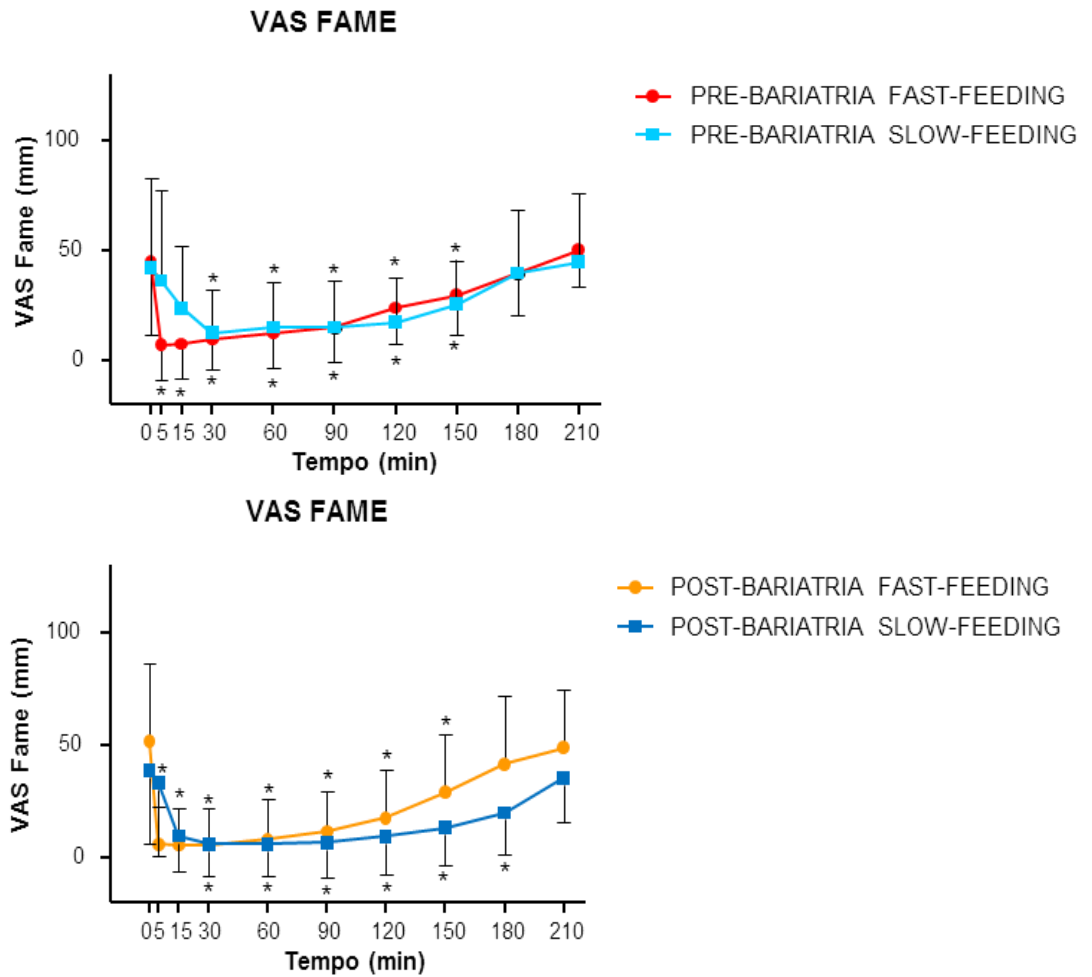 VAS FAME
PRE-BARIATRIA FAST-FEEDING
PRE-BARIATRIA SLOW-FEEDING
VAS Fame (mm)
100
50
0
* * * * * *
* * * * * * *
0 5 15 30 60 90 120 150 180 210
Tempo (min)
VAS FAME
POST-BARIATRIA FAST-FEEDING
POST-BARIATRIA SLOW-FEEDING
VAS Fame (mm)
100
50
0
* * * * * * *
* * * * * *
0 5 15 30 60 90 120 150 180 210
Tempo (min)